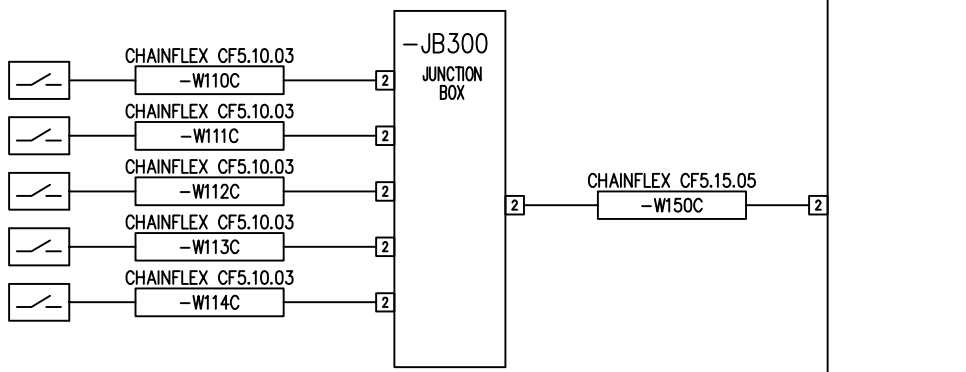 CHAINFLEX CF5.10.03
-W110C
2
CHAINFLEX CF5.10.03
-W111C
2
CHAINFLEX CF5.10.03
-W112C
2
CHAINFLEX CF5.10.03
-W113C
2
CHAINFLEX CF5.10.03
-W114C
2
-JB300
JUNCTION
BOX
2
CHAINFLEX CF5.15.05
-W150C
2